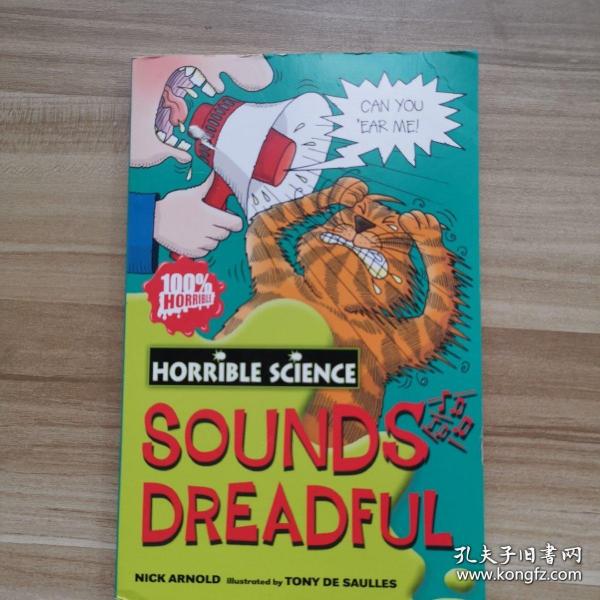 CAN YOU
'EAR ME!
100%
HORRIBLE
HORRIBLE SCIENCE
SOUNDS
DREADFUL
NICK ARNOLD illustrated by TONY DE SAULLES
孔夫子旧书网
www.kongfz.com